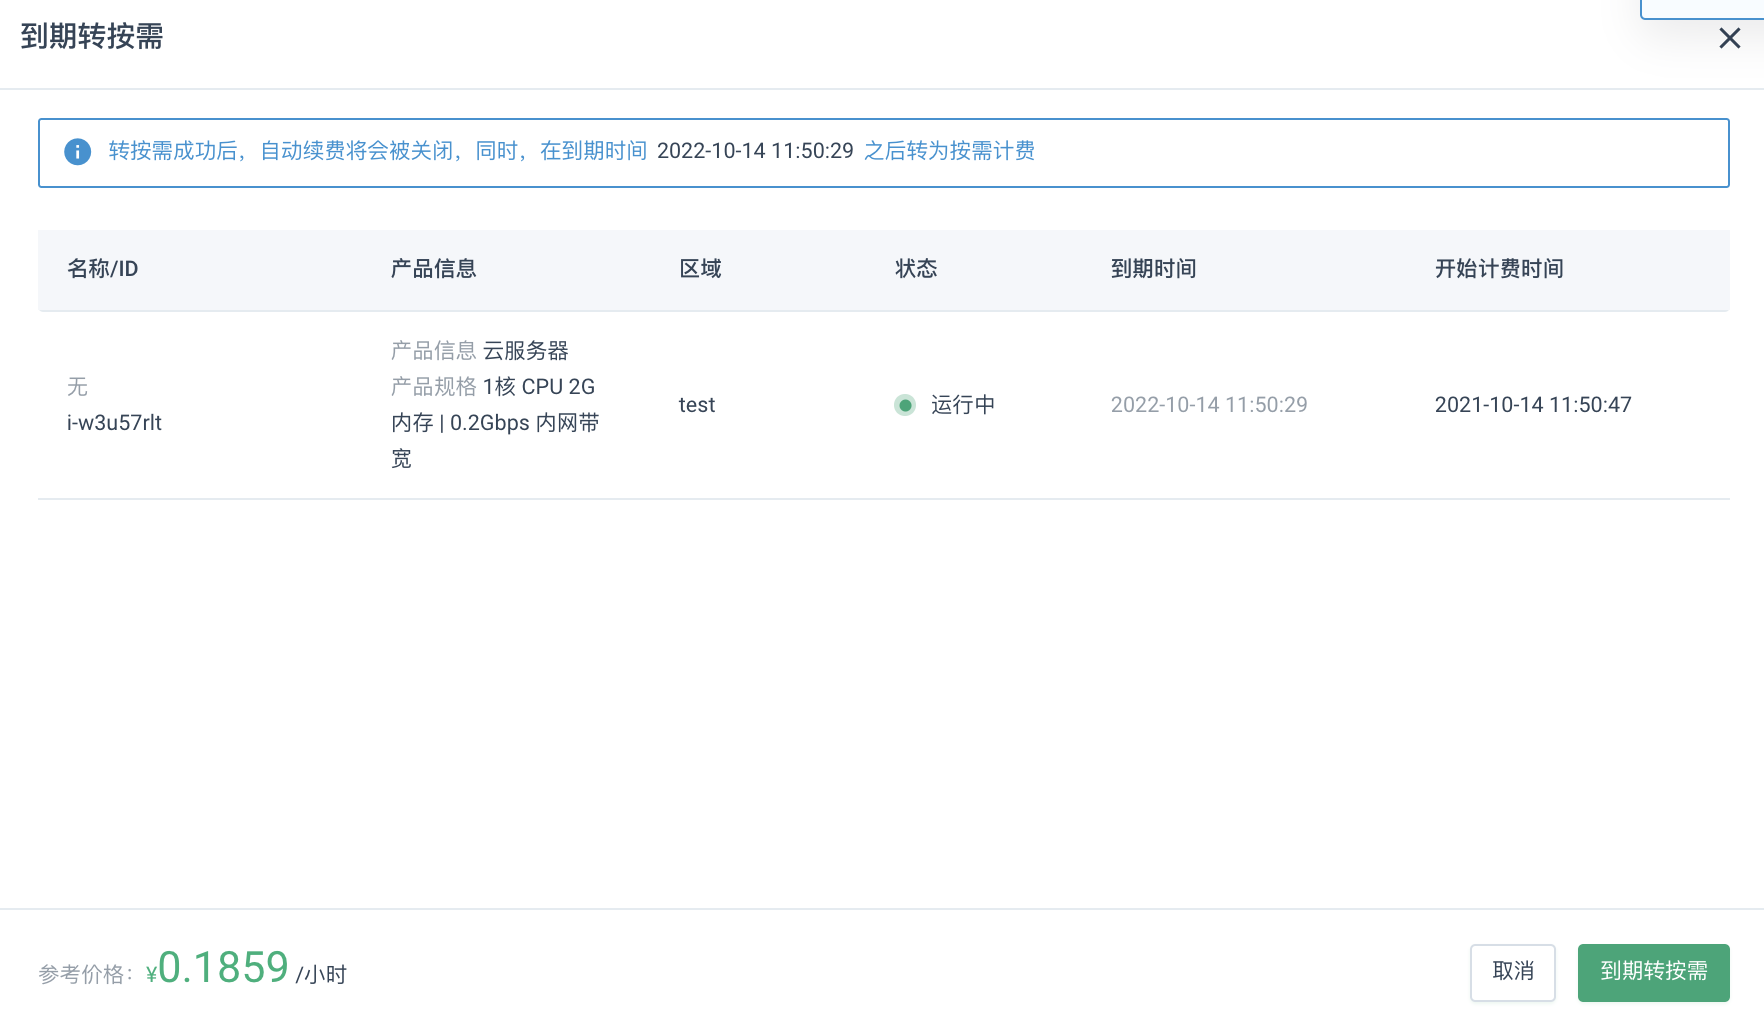 到期转按需
转按需成功后，自动续费将会被关闭，同时，在到期时间 2022-10-14 11:50:29 之后转为按需计费
名称/ID 产品信息 区域 状态 到期时间 开始计费时间
无
i-w3u57rlt
产品信息 云服务器
产品规格 1核 CPU 2G
内存 | 0.2Gbps 内网带
宽
test
运行中
2022-10-14 11:50:29
2021-10-14 11:50:47
参考价格：¥0.1859 /小时
取消
到期转按需